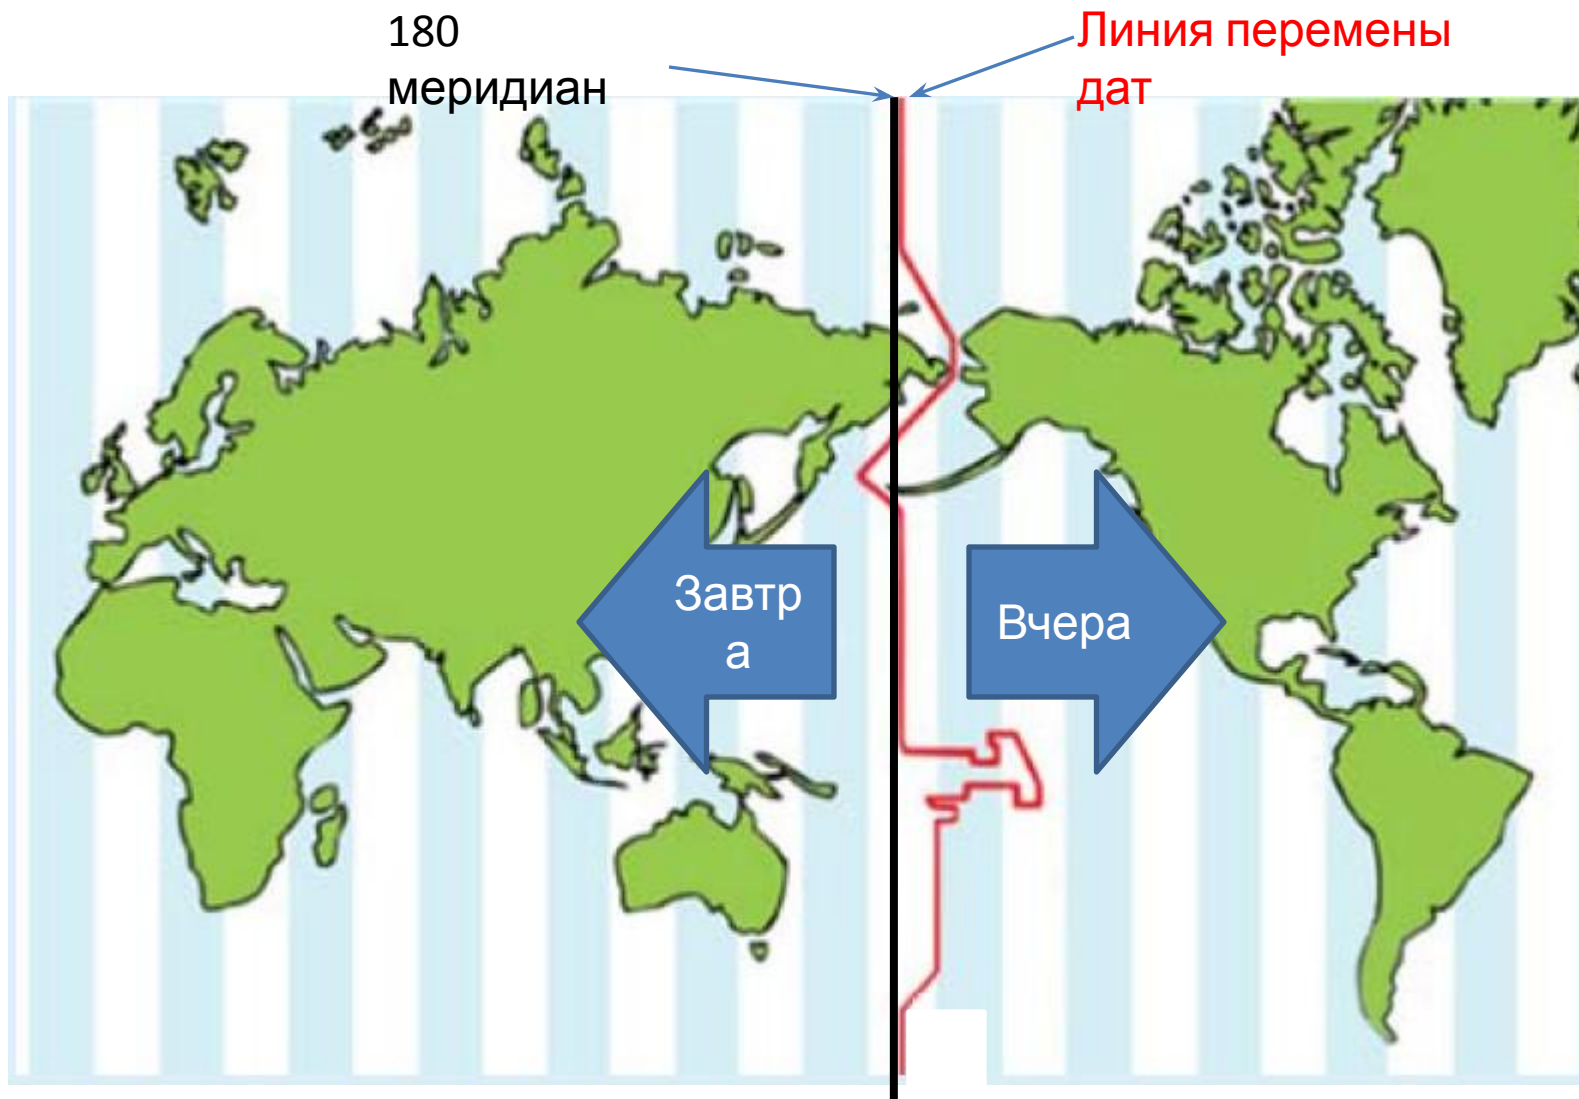 180
меридиан
Линия перемены
дат
Завтр
а
Вчера